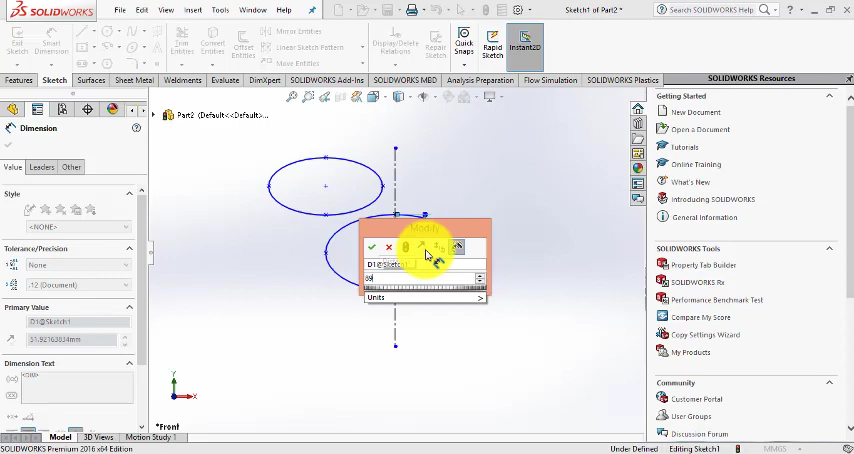 SOLIDWORKS File Edit View Insert Tools Window Help Sketch1 of Part2 * Search SOLIDWORKS Help
Exit Sketch Smart Dimension Trim Entities Convert Entities Offset Entities Mirror Entities Linear Sketch Pattern Move Entities Display/Delete Relations Repair Sketch Quick Snaps Rapid Sketch Instant2D
Features Sketch Surfaces Sheet Metal Weldments Evaluate DimXpert SOLIDWORKS Add-Ins SOLIDWORKS MBD Analysis Preparation Flow Simulation SOLIDWORKS Plastics
SOLIDWORKS Resources
Part2 (Default<<Default>...
Dimension
Value Leaders Other
Style
<NONE>
Tolerance/Precision
None
.12 (Document)
Primary Value
D1@Sketch1
51.92163834mm
Dimension Text
<DIM>
Modify
D1@Sketch1
89
Units
Y
X
*Front
Getting Started
New Document
Open a Document
Tutorials
Online Training
What's New
Introducing SOLIDWORKS
General Information
SOLIDWORKS Tools
Property Tab Builder
SOLIDWORKS Rx
Performance Benchmark Test
Compare My Score
Copy Settings Wizard
My Products
Community
Customer Portal
User Groups
Discussion Forum
Model 3D Views Motion Study 1
SOLIDWORKS Premium 2016 x64 Edition Under Defined Editing Sketch1 MMGS